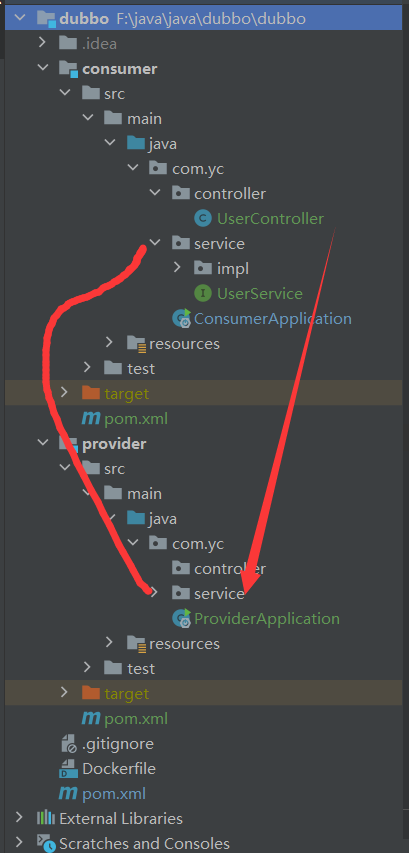 dubbo F:\java\java\dubbo\dubbo
.idea
consumer
src
main
java
com.yc
controller
UserController
service
impl
UserService
ConsumerApplication
resources
test
target
pom.xml
provider
src
main
java
com.yc
controller
service
ProviderApplication
resources
test
target
pom.xml
.gitignore
Dockerfile
pom.xml
External Libraries
Scratches and Consoles